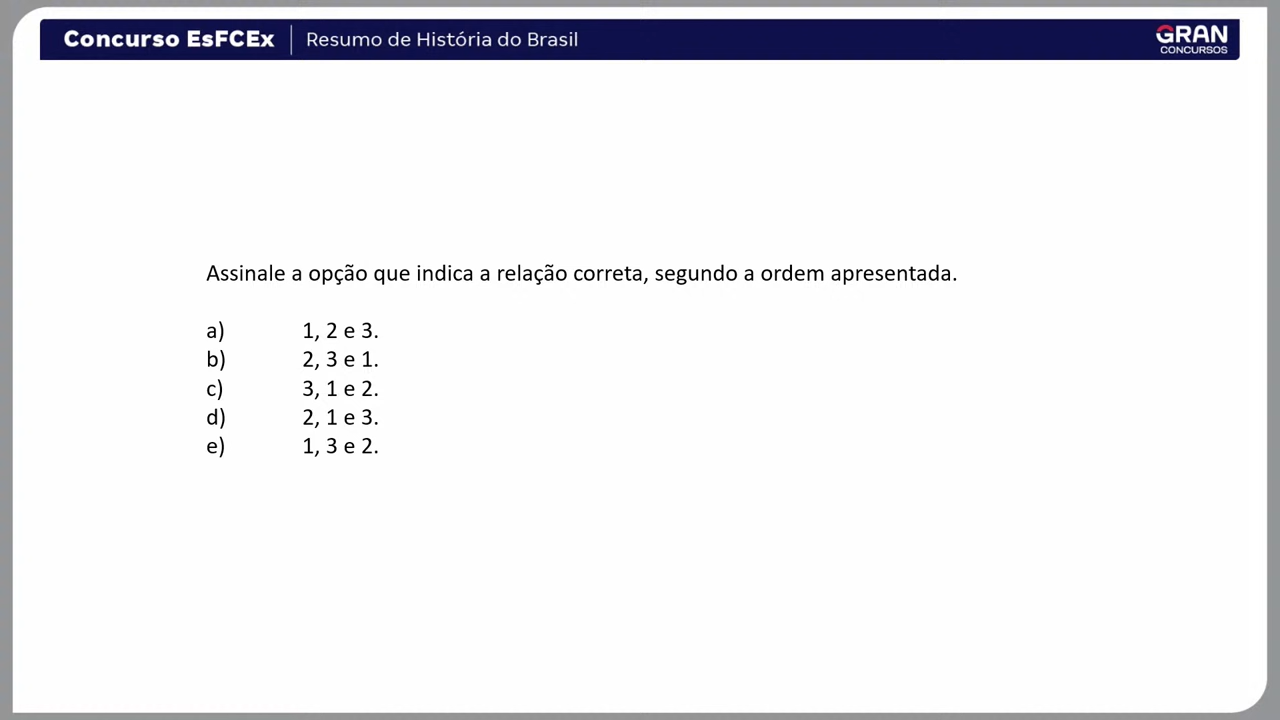 Concurso EsFCEx | Resumo de História do Brasil
GRAN
CONCURSOS
Assinale a opção que indica a relação correta, segundo a ordem apresentada.
a) 1, 2 e 3.
b) 2, 3 e 1.
c) 3, 1 e 2.
d) 2, 1 e 3.
e) 1, 3 e 2.